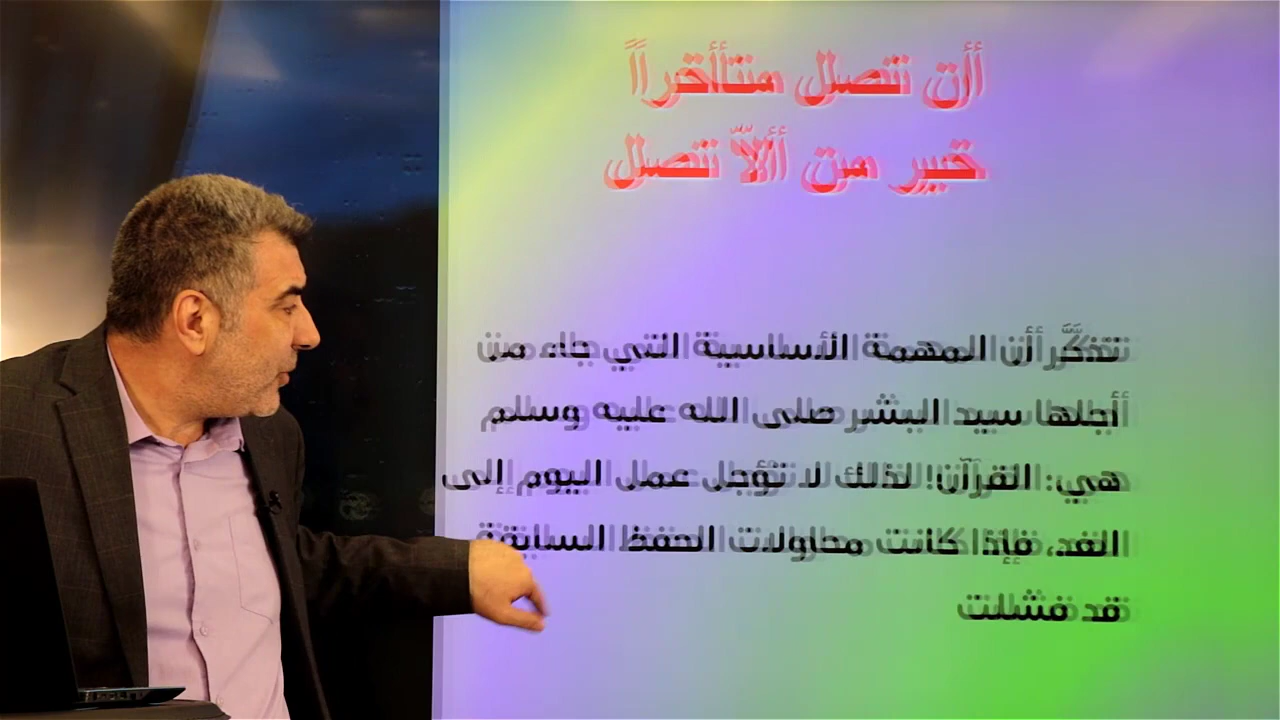 أن تصل متأخراً
خير من ألاّ تصل
تذكَّر أن المهمة الأساسية التي جاء من
أجلها سيد البشر صلى الله عليه وسلم
هي: القرآن! لذلك لا تؤجل عمل اليوم إلى
الغد، فإذا كانت محاولات الحفظ السابقة
قد فشلت